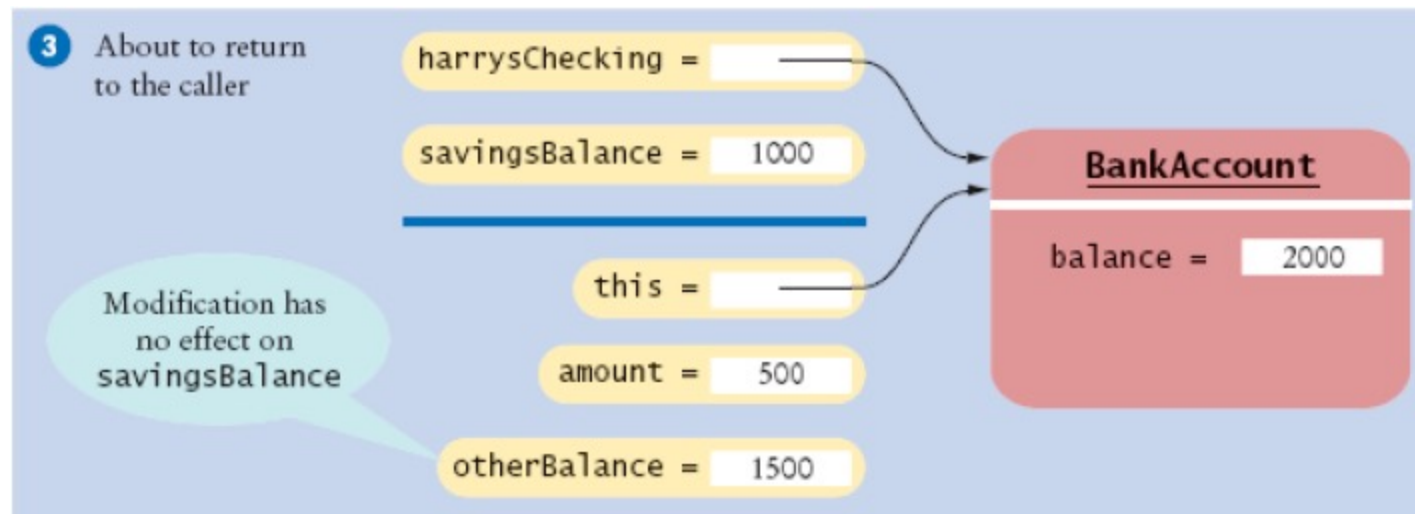 3 About to return
to the caller
harrysChecking =
savingsBalance = 1000
BankAccount
balance = 2000
this =
Modification has
no effect on
savingsBalance
amount = 500
otherBalance = 1500